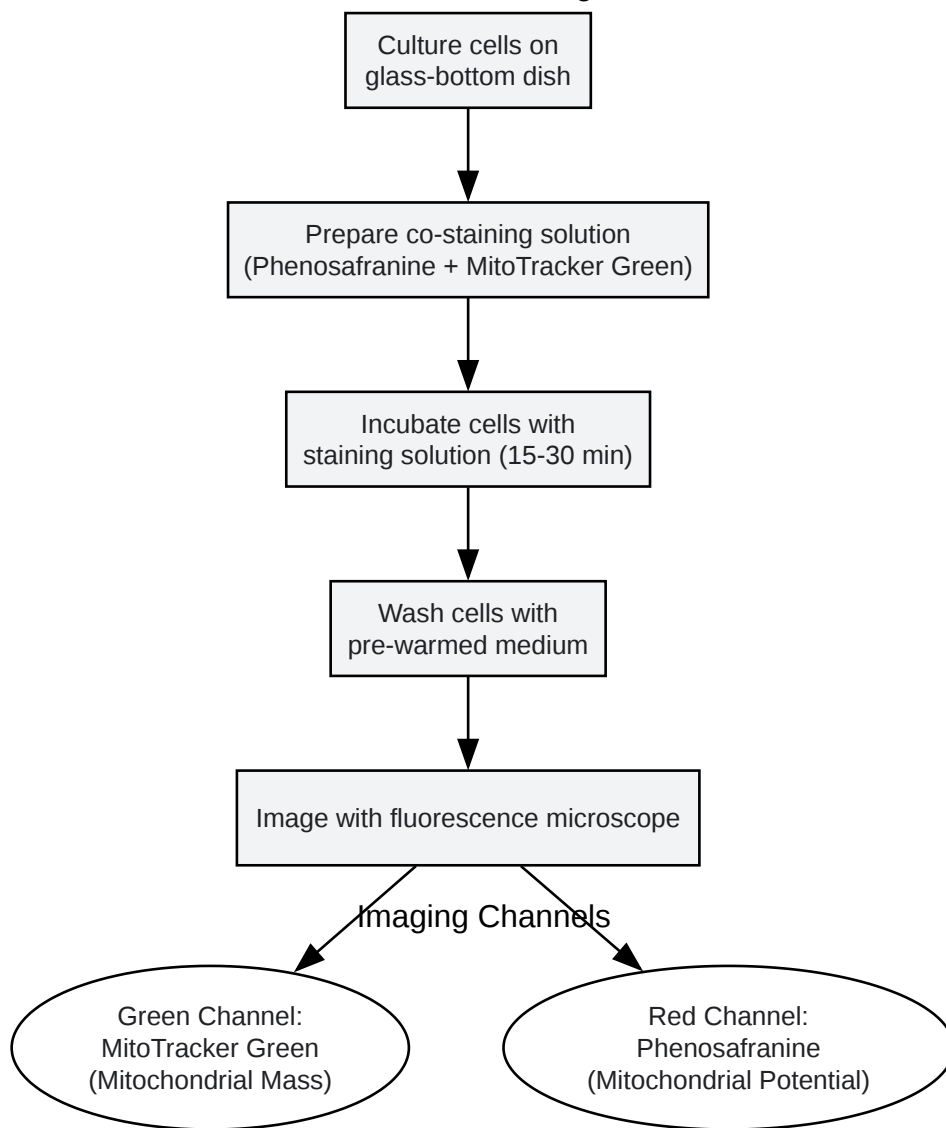 Culture cells on
glass-bottom dish
Prepare co-staining solution
(Phenosafranine + MitoTracker Green)
Incubate cells with
staining solution (15-30 min)
Wash cells with
pre-warmed medium
Image with fluorescence microscope
Imaging Channels
Green Channel:
MitoTracker Green
(Mitochondrial Mass)
Red Channel:
Phenosafranine
(Mitochondrial Potential)